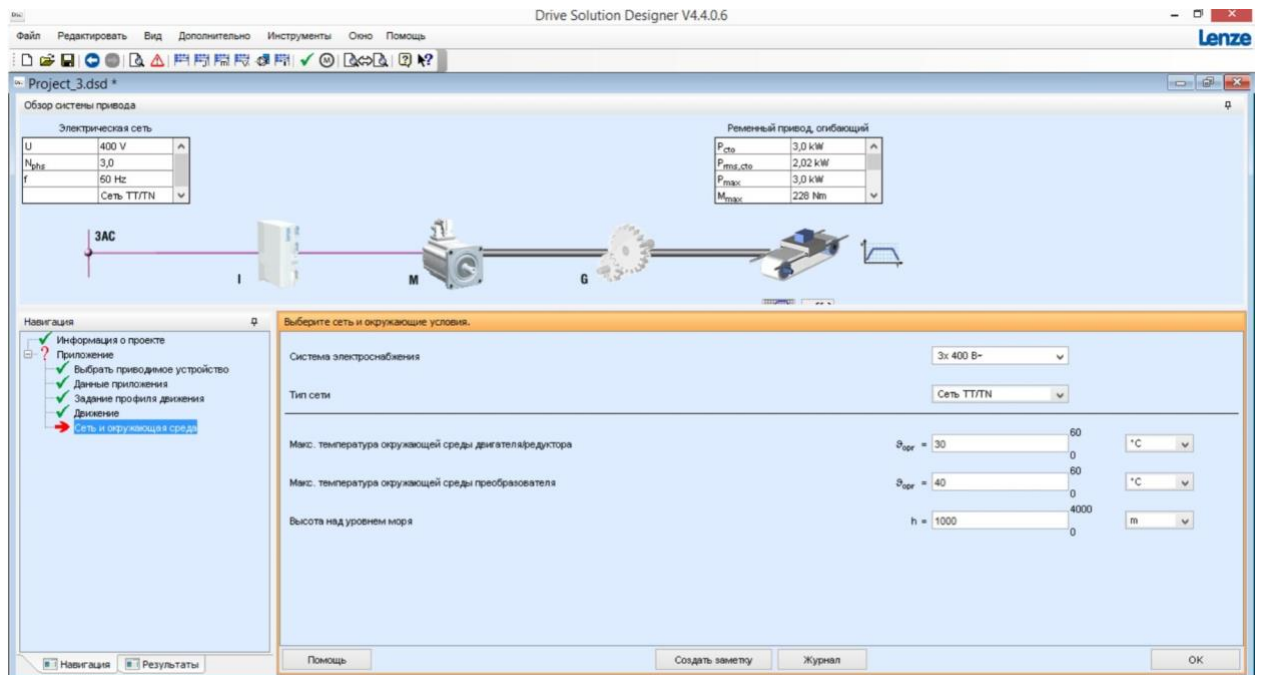 Drive Solution Designer V4.4.0.6
Файл Редактировать Вид Дополнительно Инструменты Окно Помощь
Lenze
Project_3.dsd *
Обзор системы привода
Электрическая сеть
U 400 V
Nphs 3,0
f 60 Hz
Сеть TT/TN
Ременный привод, огибающий
Pcto 3,0 kW
Prms,cto 2,02 kW
Pmax 3,0 kW
Mmax 228 Nm
3AC
I
M
G
Навигация
Информация о проекте
Приложение
Выбрать приводимое устройство
Данные приложения
Задание профиля движения
Движение
Сеть и окружающая среда
Навигация Результаты
Выберите сеть и окружающие условия.
Система электроснабжения 3x 400 В~
Тип сети Сеть TT/TN
Макс. температура окружающей среды двигателя/редуктора ϑopr = 30 60 0 °C
Макс. температура окружающей среды преобразователя ϑopr = 40 60 0 °C
Высота над уровнем моря h = 1000 4000 0 m
Помощь Создать заметку Журнал OK